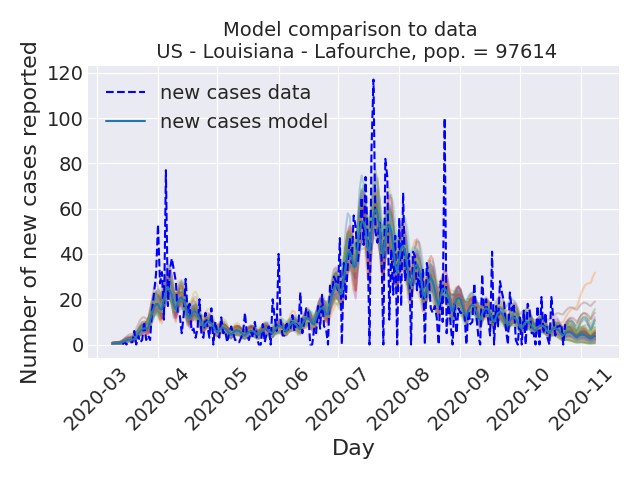 Model comparison to data
US - Louisiana - Lafourche, pop. = 97614
Number of new cases reported
120
100
80
60
40
20
0
new cases data
new cases model
2020-03
2020-04
2020-05
2020-06
2020-07
2020-08
2020-09
2020-10
2020-11
Day